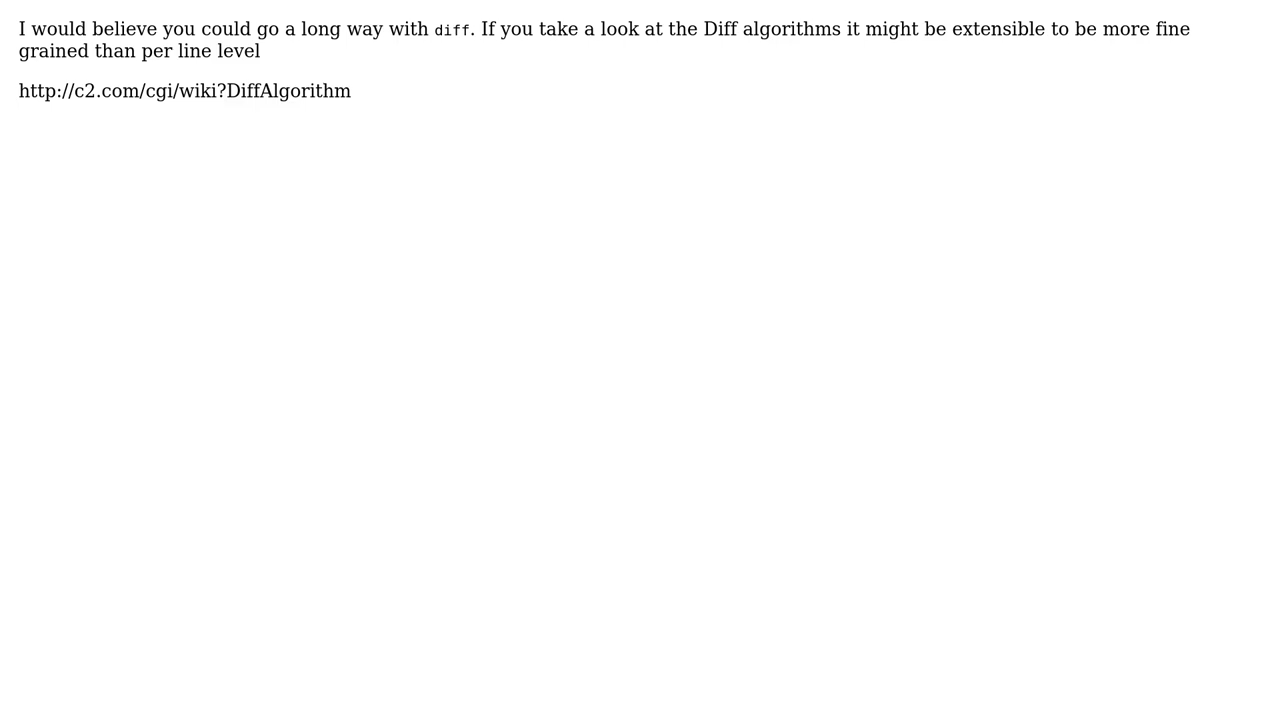 I would believe you could go a long way with diff. If you take a look at the Diff algorithms it might be extensible to be more fine
grained than per line level
http://c2.com/cgi/wiki?DiffAlgorithm